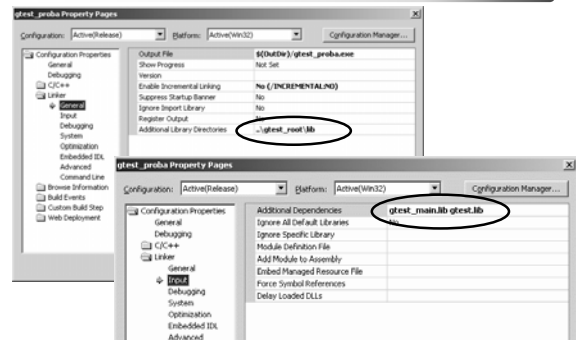 gtest_proba Property Pages
Configuration: Active(Release) Platform: Active(Win32) Configuration Manager...
Configuration Properties
General
Debugging
C/C++
Linker
General
Input
Debugging
System
Optimization
Embedded IDL
Advanced
Command Line
Browse Information
Build Events
Custom Build Step
Web Deployment
Output File $(OutDir)/gtest_proba.exe
Show Progress Not Set
Version
Enable Incremental Linking No (/INCREMENTAL:NO)
Suppress Startup Banner No
Ignore Import Library No
Register Output No
Additional Library Directories ..\gtest_root\lib
gtest_proba Property Pages
Configuration: Active(Release) Platform: Active(Win32) Configuration Manager...
Configuration Properties
General
Debugging
C/C++
Linker
General
Input
Debugging
System
Optimization
Embedded IDL
Advanced
Additional Dependencies gtest_main.lib gtest.lib
Ignore All Default Libraries No
Ignore Specific Library
Module Definition File
Add Module to Assembly
Embed Managed Resource File
Force Symbol References
Delay Loaded DLLs